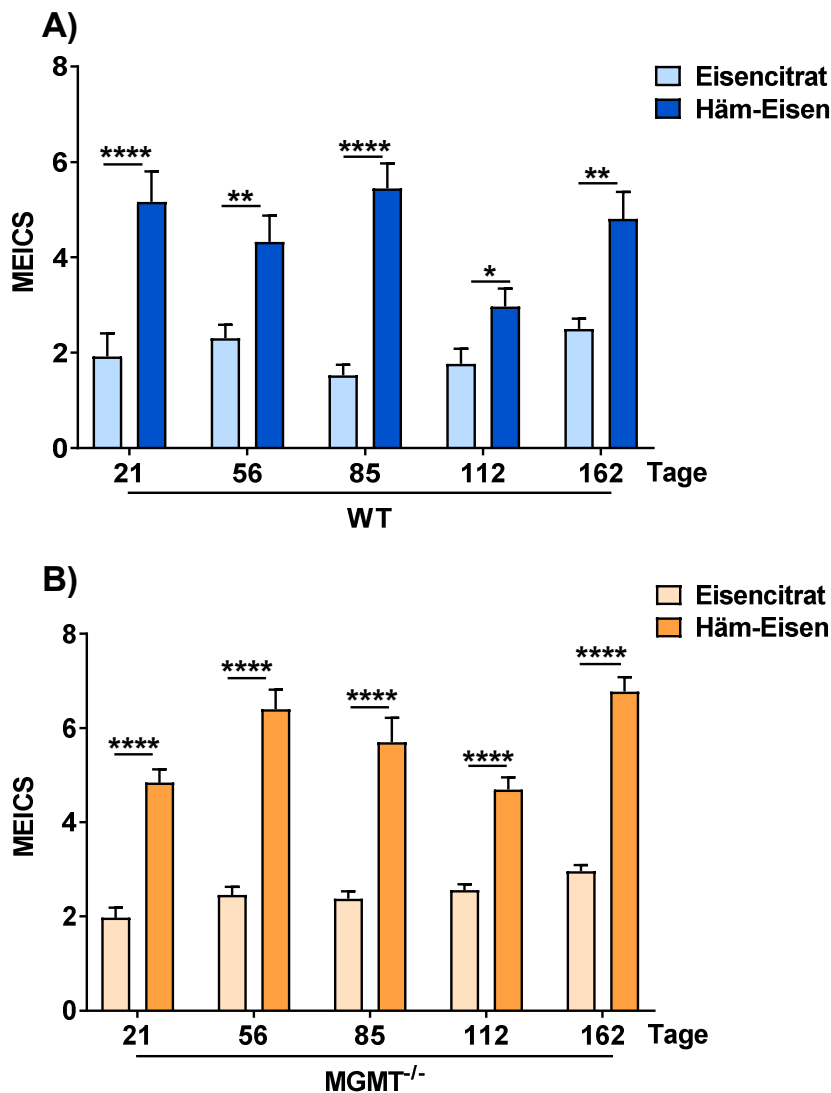 A)
8
Eisencitrat
Häm-Eisen
6
****
**
****
*
**
4
MEICS
2
0
21 56 85 112 162 Tage
WT
B)
Eisencitrat
Häm-Eisen
8
****
****
****
****
****
6
4
MEICS
2
0
21 56 85 112 162 Tage
MGMT-/-